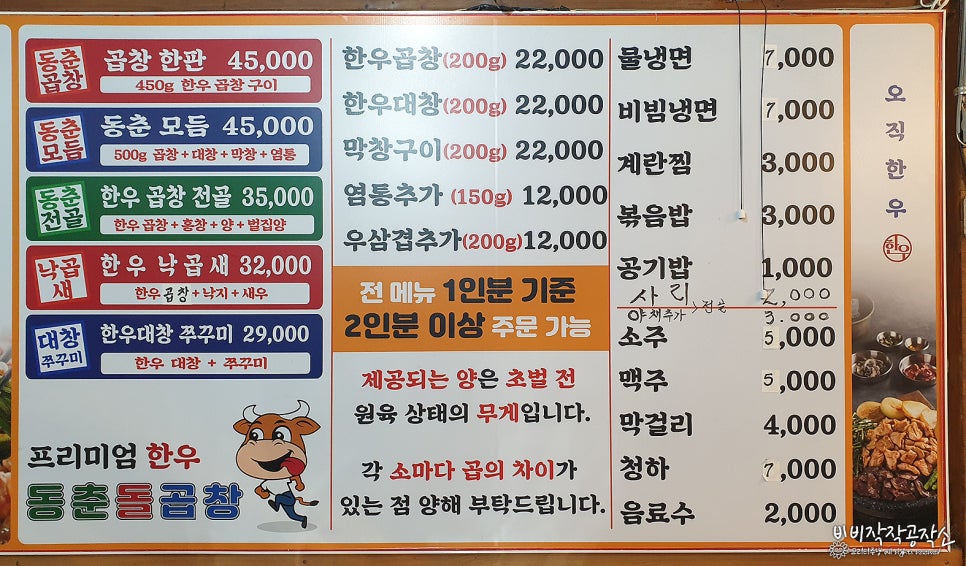 동춘
곱창
곱창 한판 45,000
450g 한우 곱창 구이
동춘
모듬
동춘 모듬 45,000
500g 곱창+대창+막창+염통
동춘
전골
한우 곱창 전골 35,000
한우 곱창+홍창+양+벌집양
낙곱
새
한우 낙곱새 32,000
한우 곱창+낙지+새우
대창
쭈꾸미
한우대창 쭈꾸미 29,000
한우 대창 + 쭈꾸미
프리미엄 한우
동춘돌곱창
한우곱창(200g) 22,000
한우대창(200g) 22,000
막창구이(200g) 22,000
염통추가 (150g) 12,000
우삼겹추가(200g) 12,000
전 메뉴 1인분 기준
2인분 이상 주문 가능
제공되는 양은 초벌 전
원육 상태의 무게입니다.
각 소마다 곱의 차이가
있는 점 양해 부탁드립니다.
물냉면 7,000
비빔냉면 7,000
계란찜 3,000
볶음밥 3,000
공기밥 1,000
사리 2,000
야채추가 >전골 3.000
소주 5,000
맥주 5,000
막걸리 4,000
청하 7,000
음료수 2,000
오직한우
한우
비비작작공작소